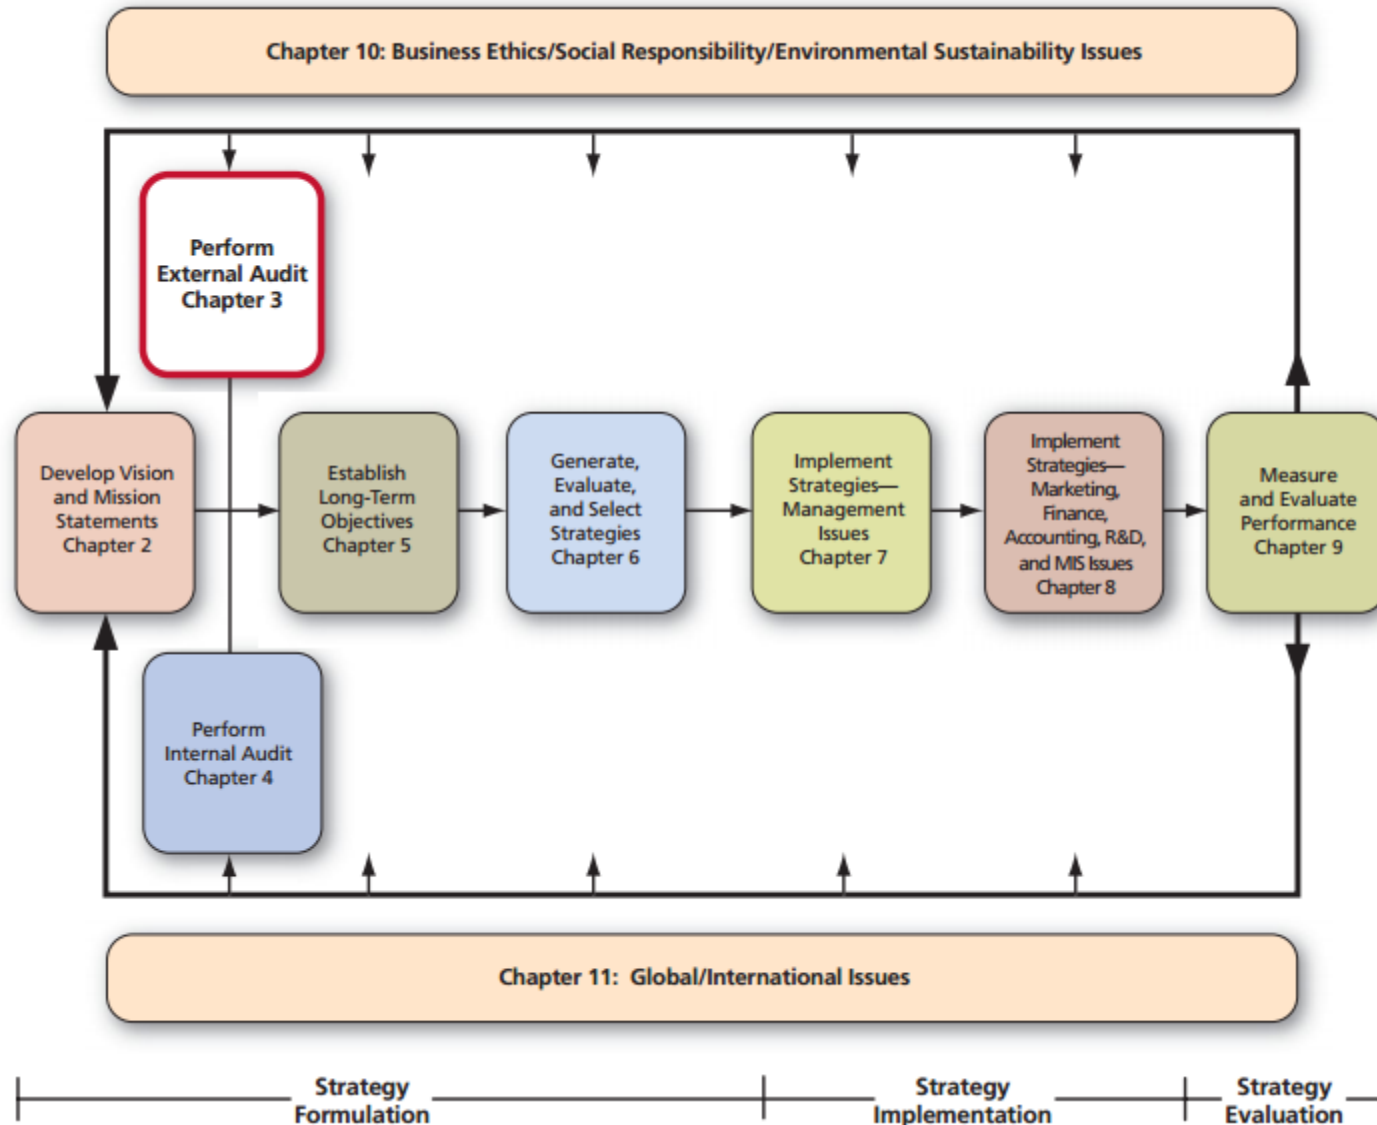 Chapter 10: Business Ethics/Social Responsibility/Environmental Sustainability Issues
Perform
External Audit
Chapter 3
Develop Vision
and Mission
Statements
Chapter 2
Establish
Long-Term
Objectives
Chapter 5
Generate,
Evaluate,
and Select
Strategies
Chapter 6
Implement
Strategies—
Management
Issues
Chapter 7
Implement
Strategies—
Marketing,
Finance,
Accounting, R&D,
and MIS Issues
Chapter 8
Measure
and Evaluate
Performance
Chapter 9
Perform
Internal Audit
Chapter 4
Chapter 11: Global/International Issues
Strategy
Formulation
Strategy
Implementation
Strategy
Evaluation